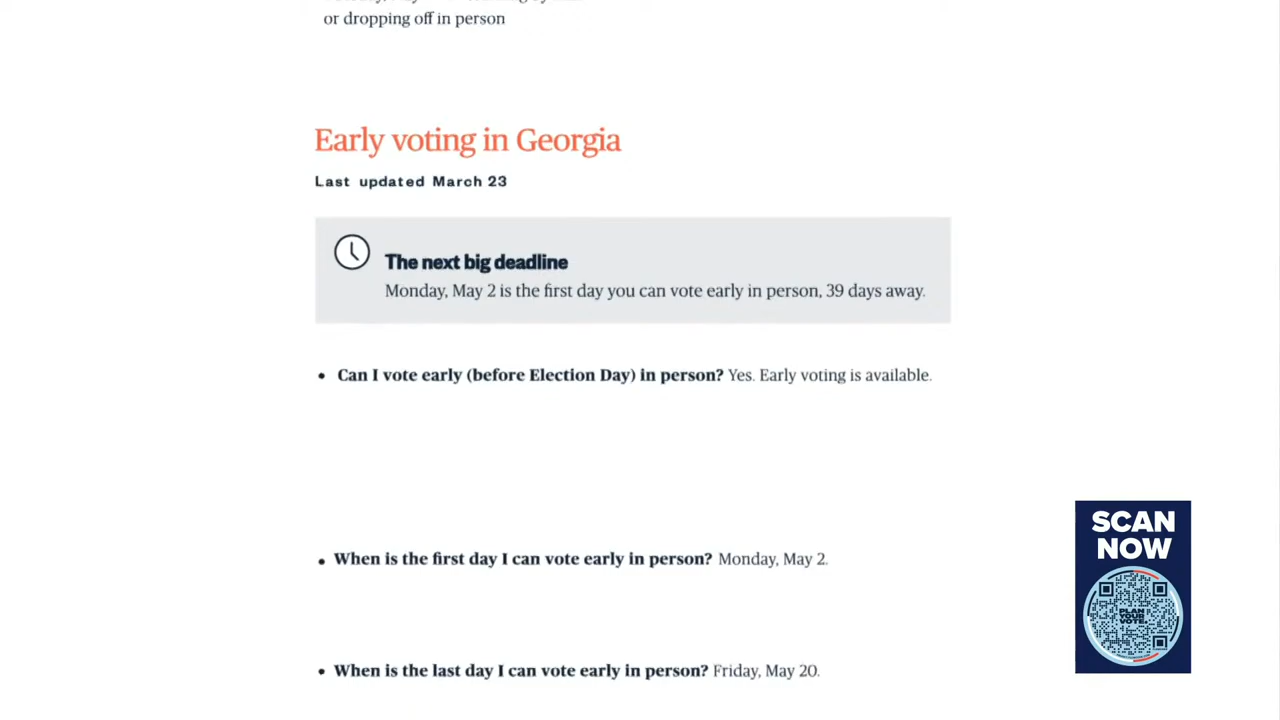 or dropping off in person
Early voting in Georgia
Last updated March 23
The next big deadline
Monday, May 2 is the first day you can vote early in person, 39 days away.
• Can I vote early (before Election Day) in person? Yes. Early voting is available.
• When is the first day I can vote early in person? Monday, May 2.
• When is the last day I can vote early in person? Friday, May 20.
SCAN
NOW
PLAN
YOUR
VOTE.